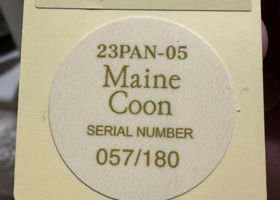 23PAN-05
Maine
Coon
SERIAL NUMBER
057/180